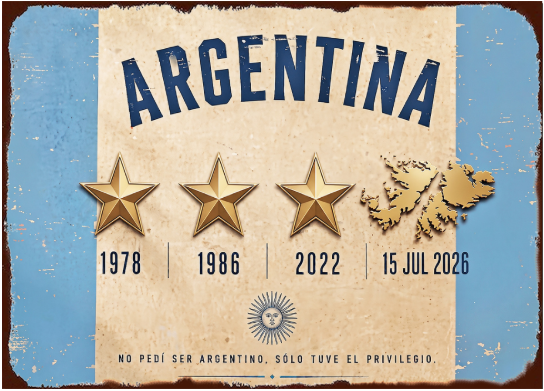 ARGENTINA
1978 | 1986 | 2022 | 15 JUL 2026
NO PEDÍ SER ARGENTINO, SÓLO TUVE EL PRIVILEGIO.